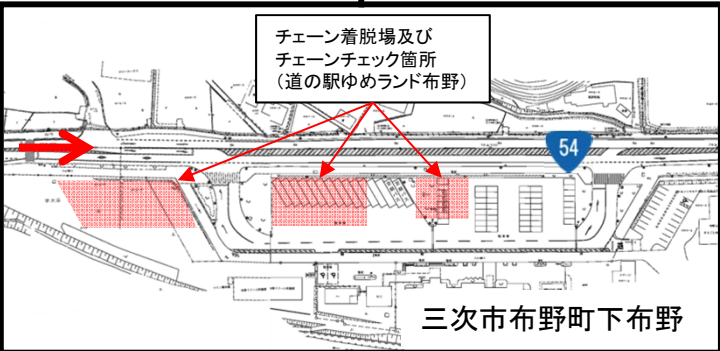 チェーン着脱場及び
チェーンチェック箇所
（道の駅ゆめランド布野）
54
三次市布野町下布野